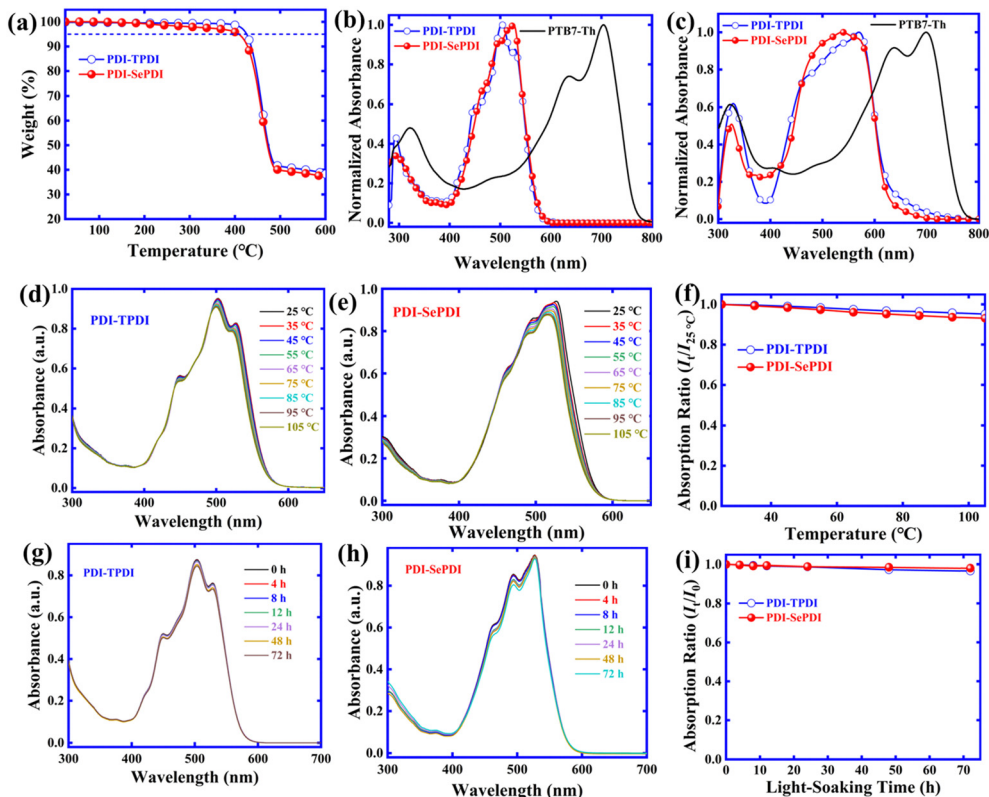 (a)
100
90
80
70
60
50
40
30
20
0 100 200 300 400 500 600
Weight (%)
Temperature (℃)
PDI-TPDI
PDI-SePDI
(b)
1.0
0.8
0.6
0.4
0.2
0.0
300 400 500 600 700 800
Normalized Absorbance
Wavelength (nm)
PDI-TPDI
PDI-SePDI
PTB7-Th
(c)
1.0
0.8
0.6
0.4
0.2
0.0
300 400 500 600 700 800
Normalized Absorbance
Wavelength (nm)
PDI-TPDI
PDI-SePDI
PTB7-Th
(d)
1.0
0.8
0.6
0.4
0.2
0.0
300 400 500 600
Absorbance (a.u.)
Wavelength (nm)
PDI-TPDI
25 ℃
35 ℃
45 ℃
55 ℃
65 ℃
75 ℃
85 ℃
95 ℃
105 ℃
(e)
1.0
0.8
0.6
0.4
0.2
0.0
300 400 500 600
Absorbance (a.u.)
Wavelength (nm)
PDI-SePDI
25 ℃
35 ℃
45 ℃
55 ℃
65 ℃
75 ℃
85 ℃
95 ℃
105 ℃
(f)
1.0
0.8
0.6
0.4
0.2
0.0
40 60 80 100
Absorption Ratio (It/I25 ℃)
Temperature (℃)
PDI-TPDI
PDI-SePDI
(g)
1.0
0.8
0.6
0.4
0.2
0.0
300 400 500 600 700
Absorbance (a.u.)
Wavelength (nm)
PDI-TPDI
0 h
4 h
8 h
12 h
24 h
48 h
72 h
(h)
0.8
0.6
0.4
0.2
0.0
300 400 500 600 700
Absorbance (a.u.)
Wavelength (nm)
PDI-SePDI
0 h
4 h
8 h
12 h
24 h
48 h
72 h
(i)
1.0
0.8
0.6
0.4
0.2
0.0
0 10 20 30 40 50 60 70
Absorption Ratio (It/I0)
Light-Soaking Time (h)
PDI-TPDI
PDI-SePDI